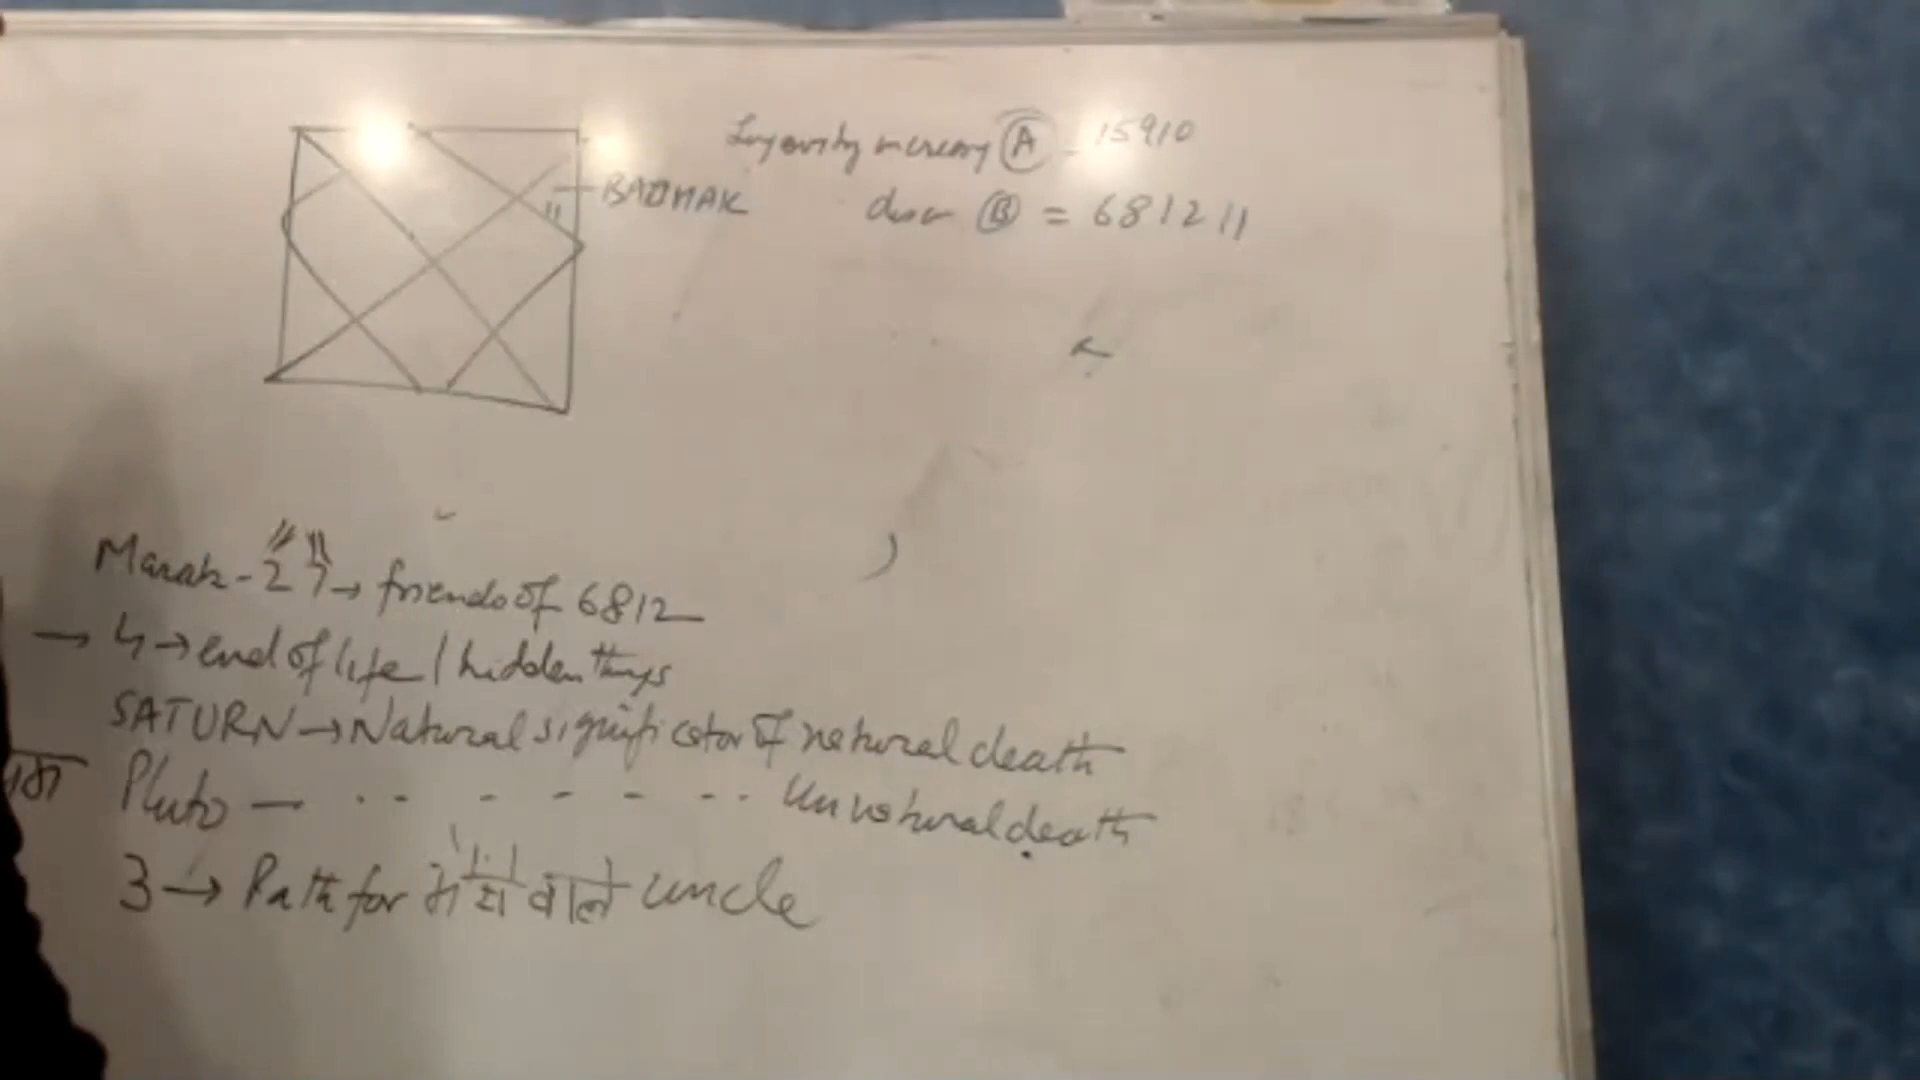 Longevity increasing (A) - 15910
BADHAK
decr (B) = 681211
11
Marak - 2 7 → friends of 6812
→ 4 → end of life / hidden things
SATURN → Natural significator of natural death
Pluto — - - - - - - - Unnatural death
3 → Path for uncle